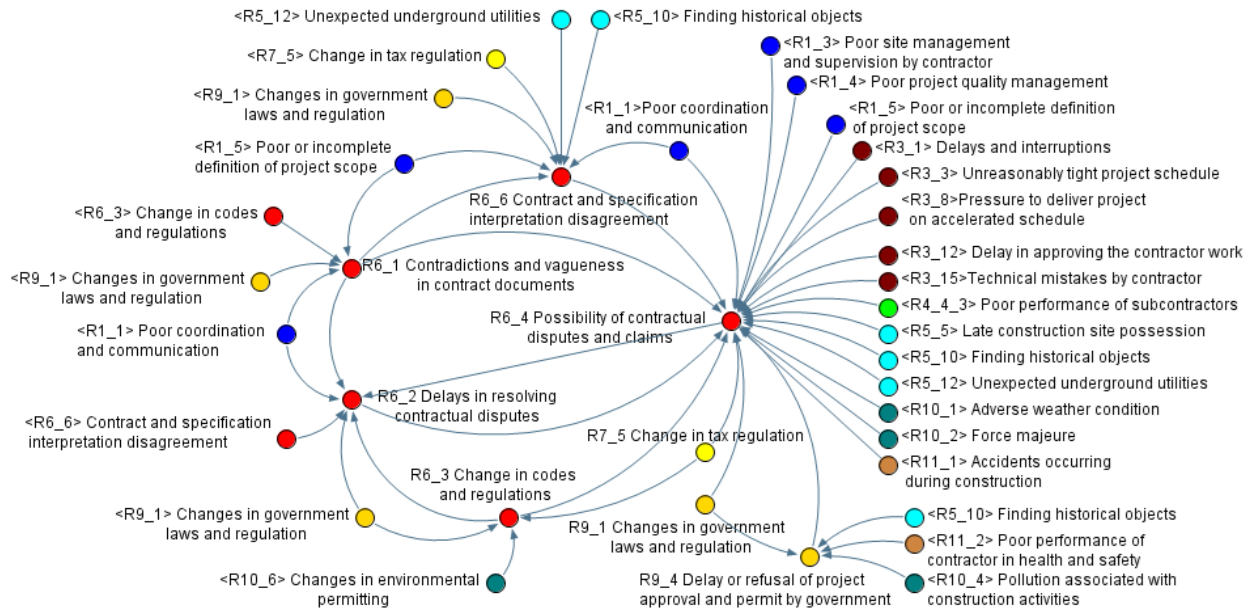 <R5_12> Unexpected underground utilities
<R5_10> Finding historical objects
<R7_5> Change in tax regulation
<R9_1> Changes in government
laws and regulation
<R1_5> Poor or incomplete
definition of project scope
<R1_1>Poor coordination
and communication
<R1_3> Poor site management
and supervision by contractor
<R1_4> Poor project quality management
<R1_5> Poor or incomplete definition
of project scope
<R3_1> Delays and interruptions
<R3_3> Unreasonably tight project schedule
<R3_8>Pressure to deliver project
on accelerated schedule
<R3_12> Delay in approving the contractor work
<R3_15>Technical mistakes by contractor
<R4_4_3> Poor performance of subcontractors
<R5_5> Late construction site possession
<R5_10> Finding historical objects
<R5_12> Unexpected underground utilities
<R10_1> Adverse weather condition
<R10_2> Force majeure
<R11_1> Accidents occurring
during construction
R6_6 Contract and specification
interpretation disagreement
<R6_3> Change in codes
and regulations
<R9_1> Changes in government
laws and regulation
R6_1 Contradictions and vagueness
in contract documents
<R1_1> Poor coordination
and communication
R6_4 Possibility of contractual
disputes and claims
R6_2 Delays in resolving
contractual disputes
<R6_6> Contract and specification
interpretation disagreement
R7_5 Change in tax regulation
R6_3 Change in codes
and regulations
<R9_1> Changes in government
laws and regulation
R9_1 Changes in government
laws and regulation
<R10_6> Changes in environmental
permitting
R9_4 Delay or refusal of project
approval and permit by government
<R5_10> Finding historical objects
<R11_2> Poor performance of
contractor in health and safety
<R10_4> Pollution associated with
construction activities